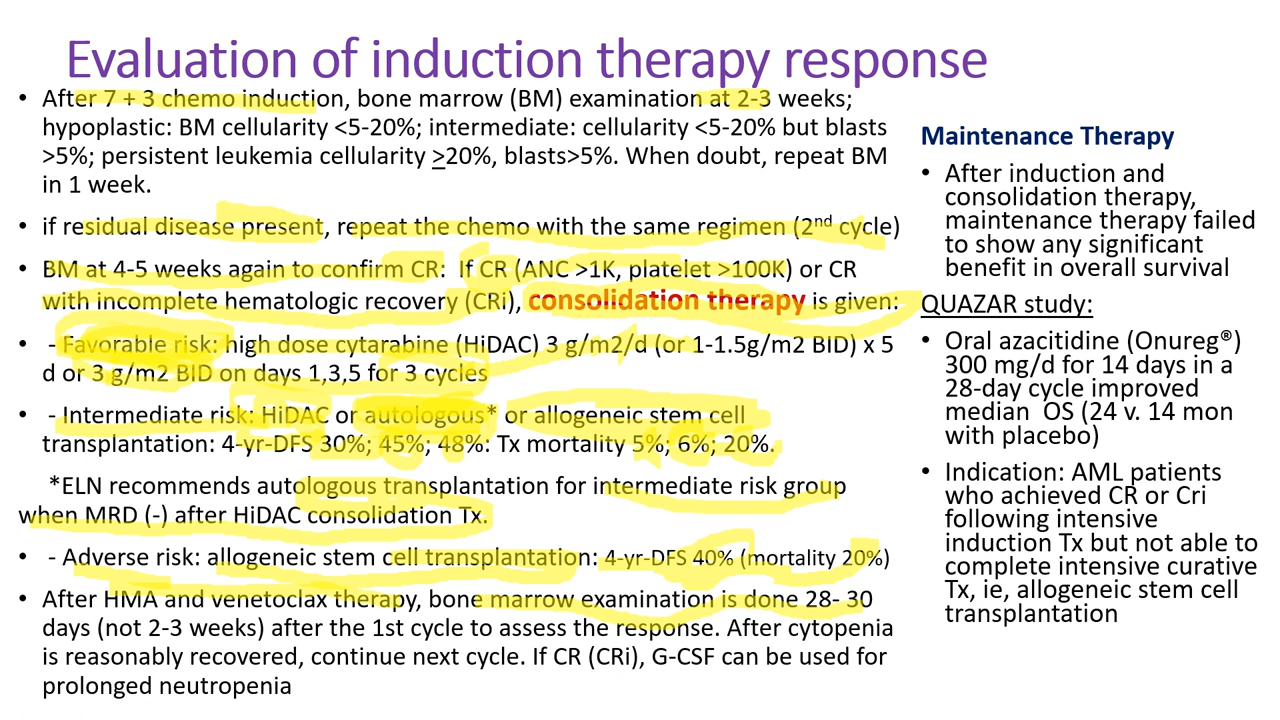 Evaluation of induction therapy response
• After 7 + 3 chemo induction, bone marrow (BM) examination at 2-3 weeks;
hypoplastic: BM cellularity <5-20%; intermediate: cellularity <5-20% but blasts
>5%; persistent leukemia cellularity ≥20%, blasts>5%. When doubt, repeat BM
in 1 week.
• if residual disease present, repeat the chemo with the same regimen (2nd cycle)
• BM at 4-5 weeks again to confirm CR: If CR (ANC >1K, platelet >100K) or CR
with incomplete hematologic recovery (CRi), consolidation therapy is given:
• - Favorable risk: high dose cytarabine (HiDAC) 3 g/m2/d (or 1-1.5g/m2 BID) x 5
d or 3 g/m2 BID on days 1,3,5 for 3 cycles
• - Intermediate risk: HiDAC or autologous* or allogeneic stem cell
transplantation: 4-yr-DFS 30%; 45%; 48%: Tx mortality 5%; 6%; 20%.
*ELN recommends autologous transplantation for intermediate risk group
when MRD (-) after HiDAC consolidation Tx.
• - Adverse risk: allogeneic stem cell transplantation: 4-yr-DFS 40% (mortality 20%)
• After HMA and venetoclax therapy, bone marrow examination is done 28- 30
days (not 2-3 weeks) after the 1st cycle to assess the response. After cytopenia
is reasonably recovered, continue next cycle. If CR (CRi), G-CSF can be used for
prolonged neutropenia
Maintenance Therapy
• After induction and
consolidation therapy,
maintenance therapy failed
to show any significant
benefit in overall survival
QUAZAR study:
• Oral azacitidine (Onureg®)
300 mg/d for 14 days in a
28-day cycle improved
median OS (24 v. 14 mon
with placebo)
• Indication: AML patients
who achieved CR or Cri
following intensive
induction Tx but not able to
complete intensive curative
Tx, ie, allogeneic stem cell
transplantation